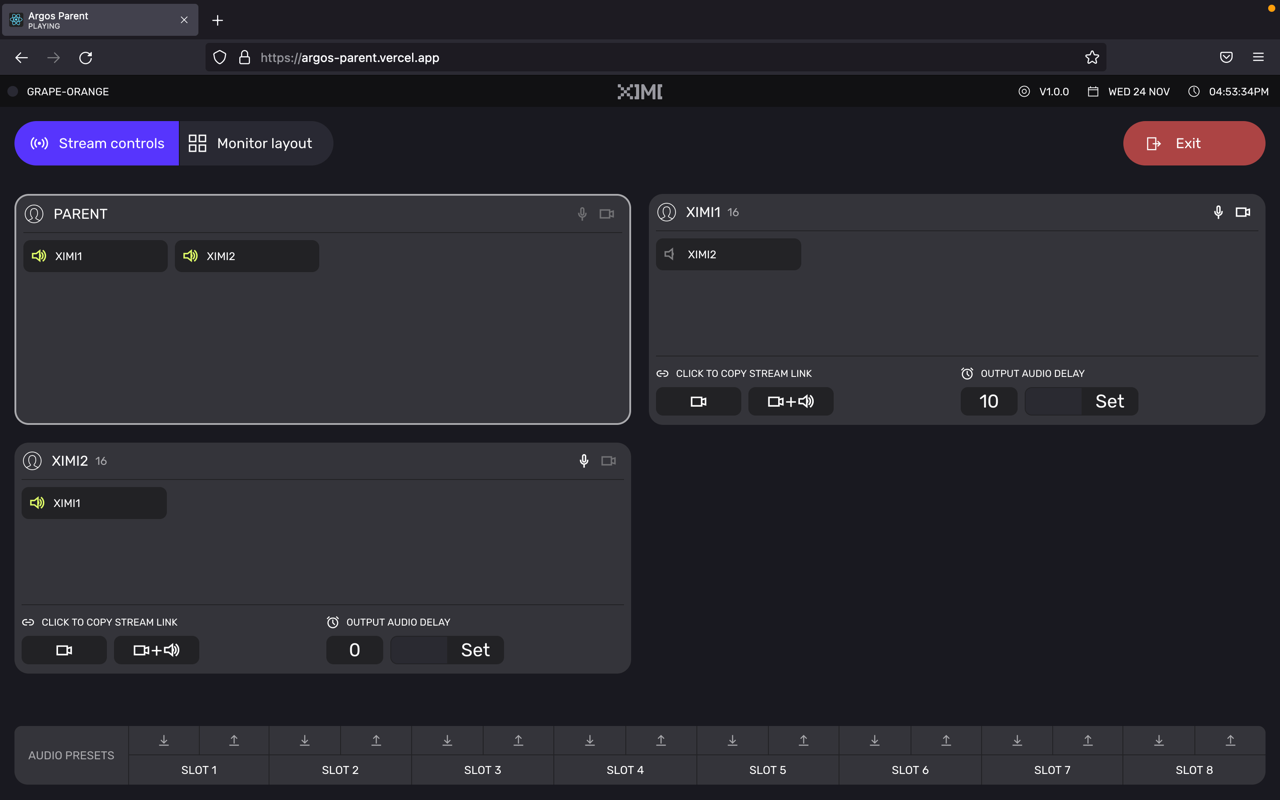 Argos Parent
PLAYING
https://argos-parent.vercel.app
GRAPE-ORANGE
XIMI
V1.0.0
WED 24 NOV
04:53:34PM
Stream controls
Monitor layout
Exit
PARENT
XIMI1
XIMI2
XIMI1 16
XIMI2
CLICK TO COPY STREAM LINK
OUTPUT AUDIO DELAY
+
10
Set
XIMI2 16
XIMI1
CLICK TO COPY STREAM LINK
OUTPUT AUDIO DELAY
+
0
Set
AUDIO PRESETS
SLOT 1
SLOT 2
SLOT 3
SLOT 4
SLOT 5
SLOT 6
SLOT 7
SLOT 8